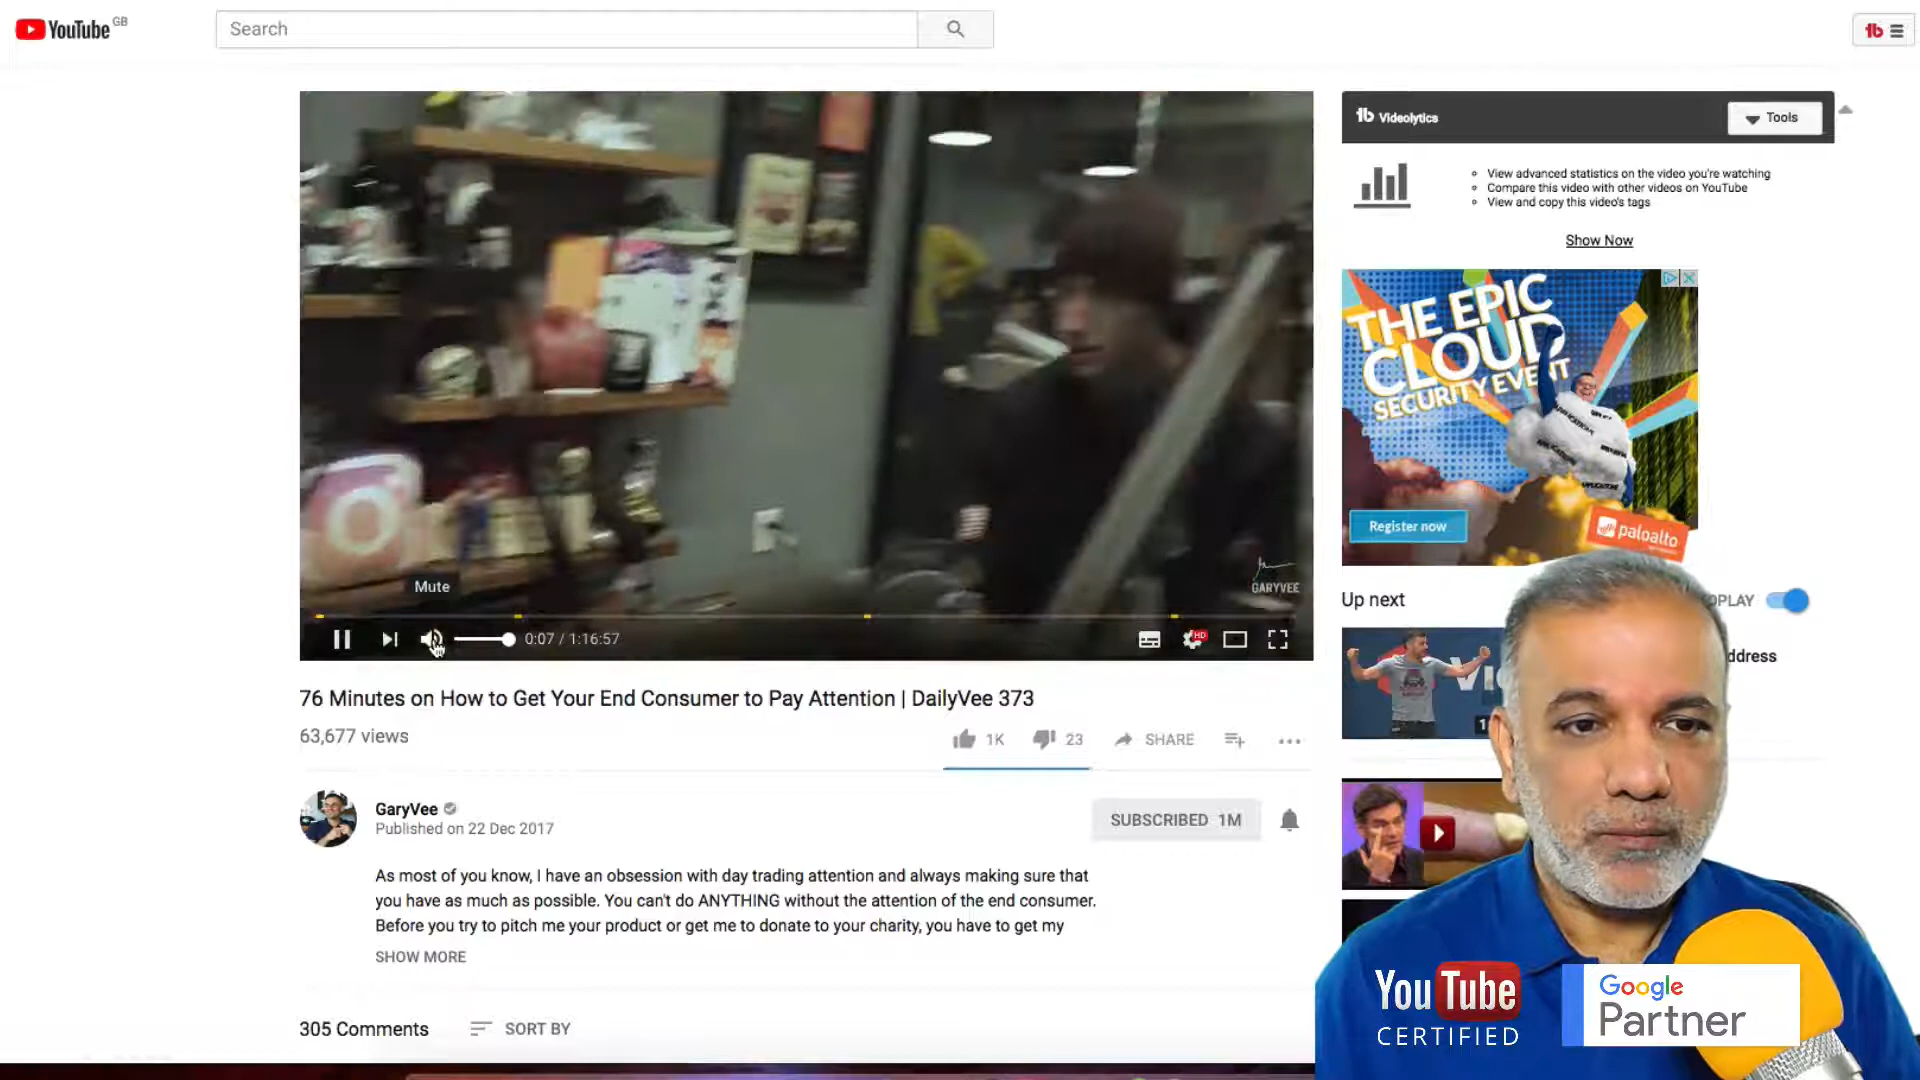 YouTube GB
Search
tb
tb Videolytics
Tools
View advanced statistics on the video you're watching
Compare this video with other videos on YouTube
View and copy this video's tags
Show Now
THE EPIC
CLOUD
SECURITY EVENT
Register now
paloalto
Mute
GARYVEE
0:07 / 1:16:57
HD
Up next
OPLAY
ddress
76 Minutes on How to Get Your End Consumer to Pay Attention | DailyVee 373
63,677 views
1K
23
SHARE
GaryVee
Published on 22 Dec 2017
SUBSCRIBED 1M
As most of you know, I have an obsession with day trading attention and always making sure that
you have as much as possible. You can't do ANYTHING without the attention of the end consumer.
Before you try to pitch me your product or get me to donate to your charity, you have to get my
SHOW MORE
305 Comments
SORT BY
YouTube
CERTIFIED
Google
Partner